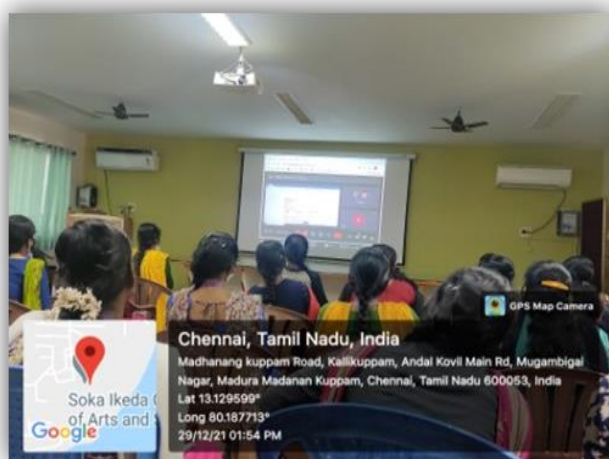 GPS Map Camera
Chennai, Tamil Nadu, India
Madhanang kuppam Road, Kallikuppam, Andal Kovil Main Rd, Mugambigai
Nagar, Madura Madanan Kuppam, Chennai, Tamil Nadu 600053, India
Lat 13.129599°
Long 80.187713°
29/12/21 01:54 PM
Soka Ikeda
of Arts and
Google